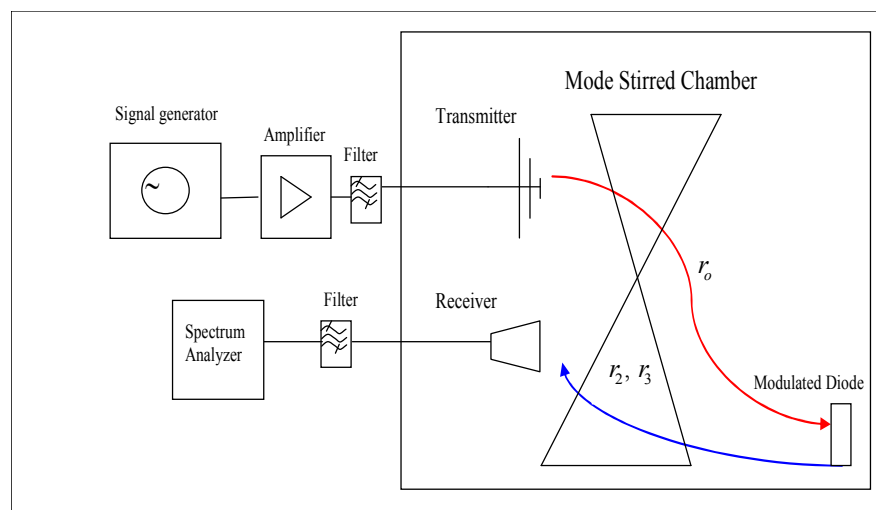 Mode Stirred Chamber
Signal generator
Transmitter
Amplifier
Filter
~
r_o
Filter
Receiver
Spectrum
Analyzer
r_2, r_3
Modulated Diode